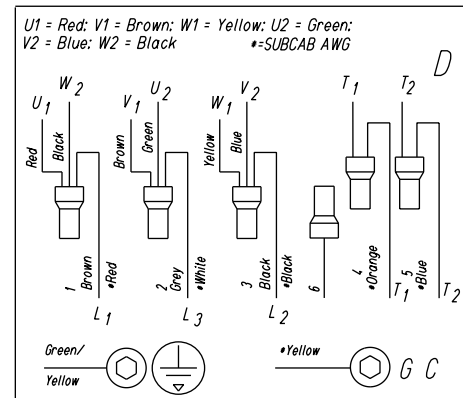 U1 = Red; V1 = Brown; W1 = Yellow; U2 = Green;
V2 = Blue; W2 = Black *=SUBCAB AWG
D
U1 W2 V1 U2 W1 V2 T1 T2
Red Black Brown Green Yellow Blue
1 Brown *Red
2 Grey *White
3 Black *Black
6
4 *Orange
5 *Blue
L1 L3 L2 T1 T2
Green/
Yellow
*Yellow
G C